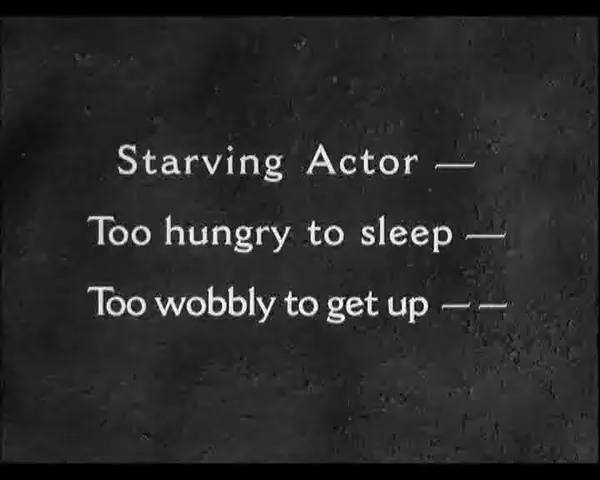 Starving Actor —
Too hungry to sleep —
Too wobbly to get up — —